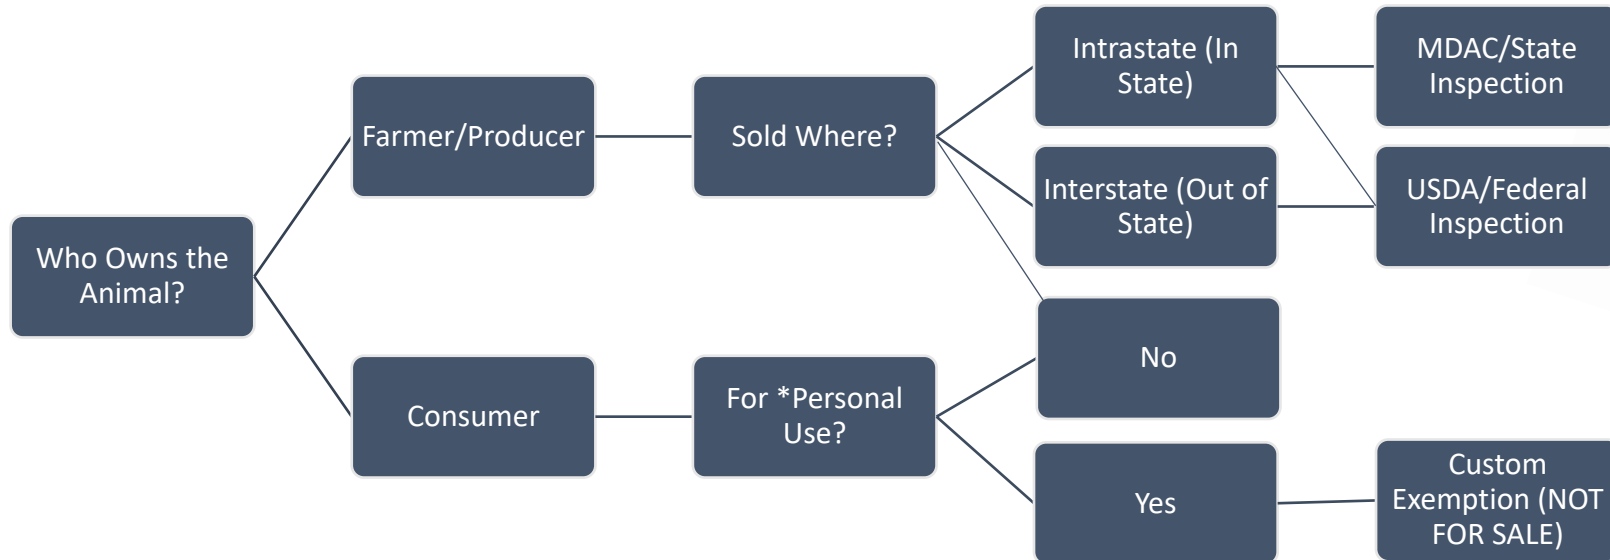 Who Owns the
Animal?
Farmer/Producer
Sold Where?
Intrastate (In
State)
MDAC/State
Inspection
Interstate (Out of
State)
USDA/Federal
Inspection
Consumer
For *Personal
Use?
No
Yes
Custom
Exemption (NOT
FOR SALE)